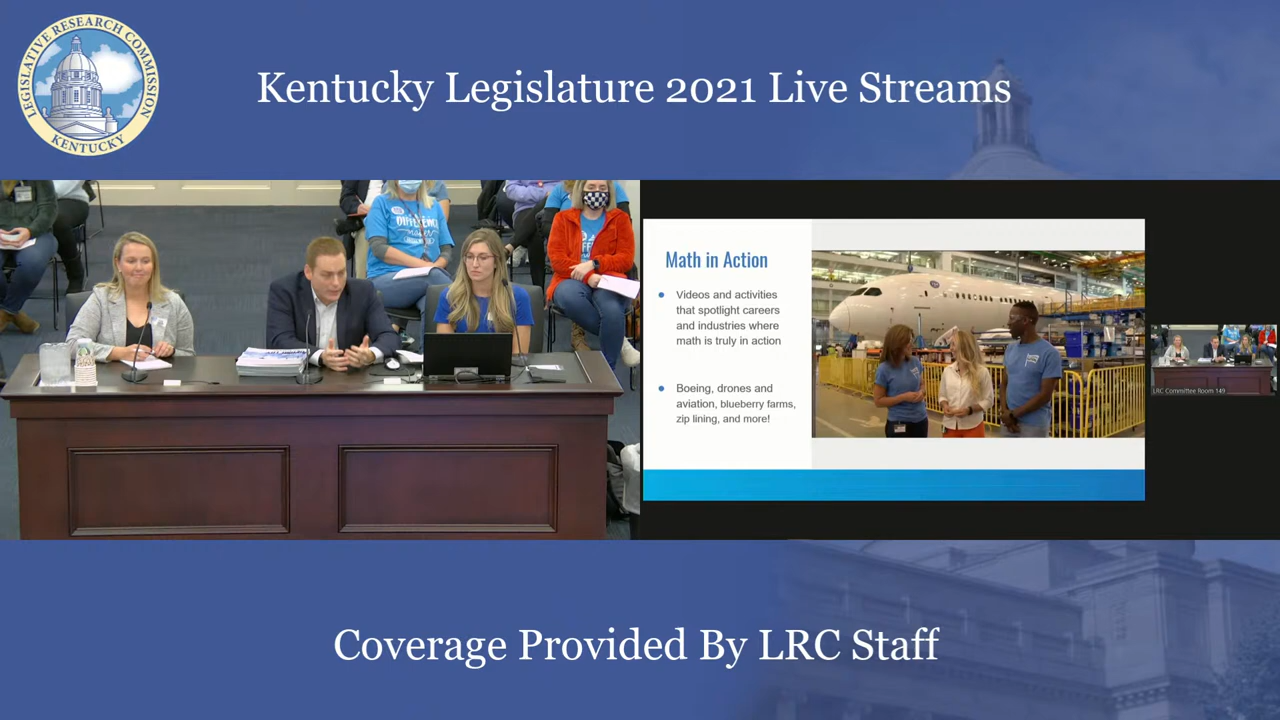 LEGISLATIVE RESEARCH COMMISSION
KENTUCKY
Kentucky Legislature 2021 Live Streams
Math in Action
Videos and activities
that spotlight careers
and industries where
math is truly in action
Boeing, drones and
aviation, blueberry farms,
zip lining, and more!
LRC Committee Room 149
Coverage Provided By LRC Staff